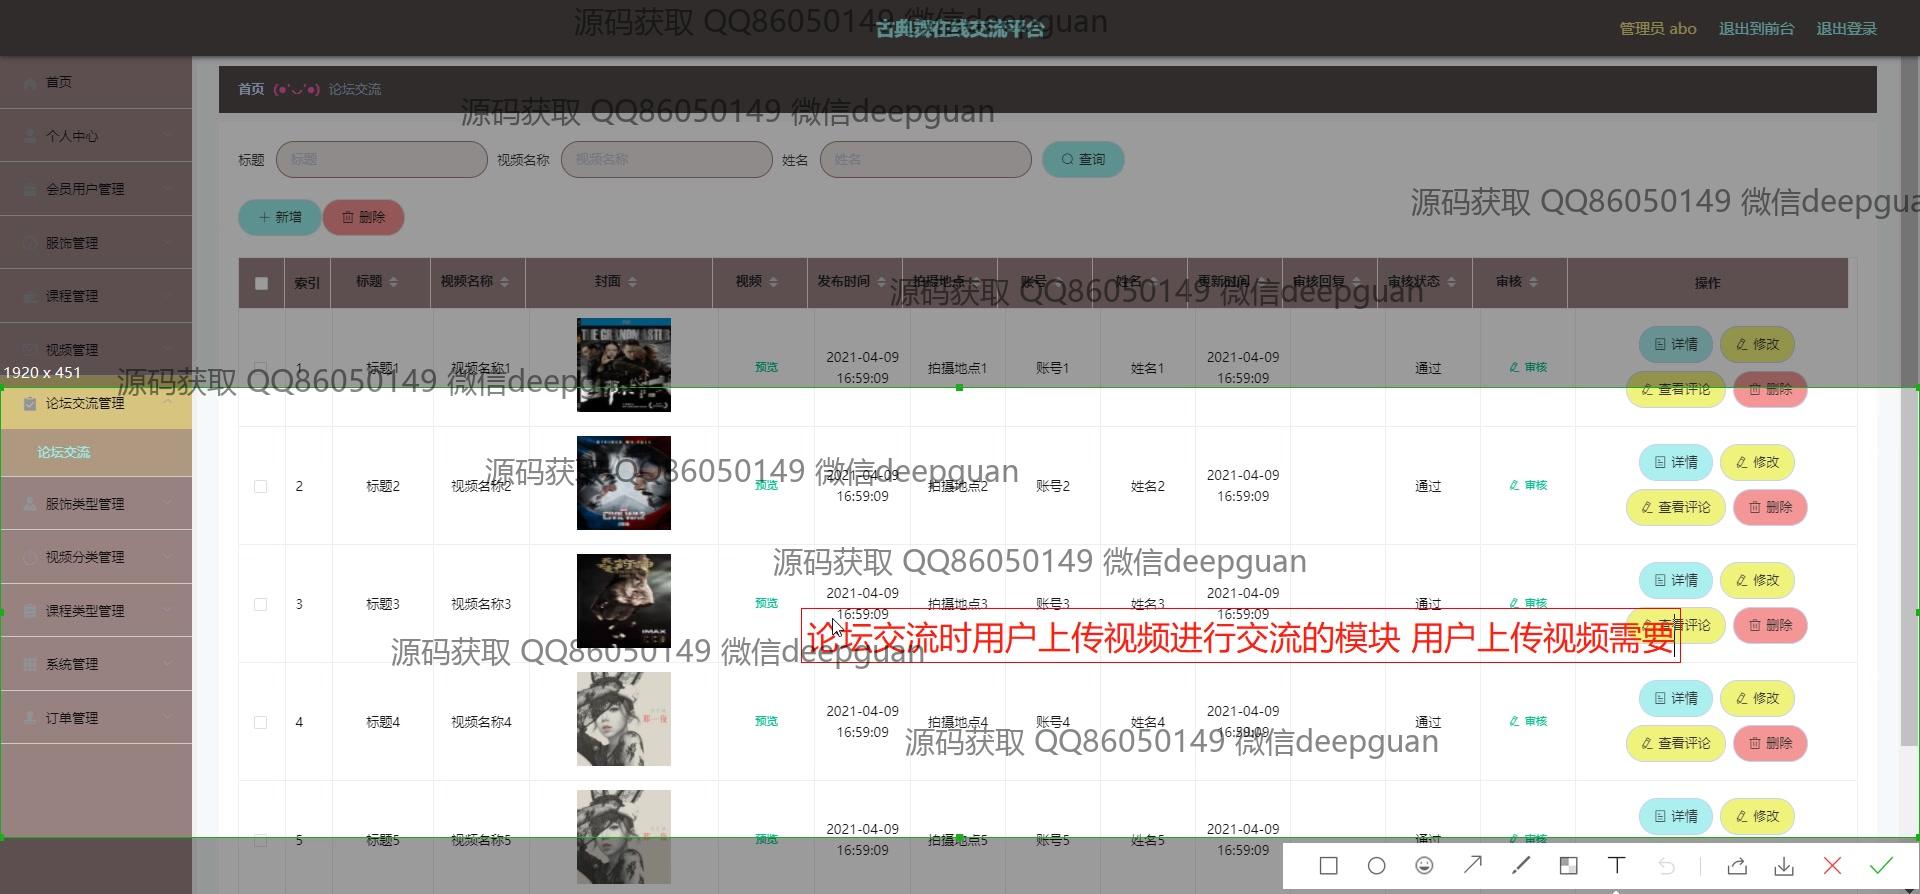 源码获取 QQ86050149 微信deepguan
古典舞在线交流平台
管理员 abo 退出到前台 退出登录
首页
个人中心
会员用户管理
服饰管理
课程管理
视频管理
1920 x 451
论坛交流管理
论坛交流
服饰类型管理
视频分类管理
课程类型管理
系统管理
订单管理
首页 (●'◡'●) 论坛交流
源码获取 QQ86050149 微信deepguan
标题 标题 视频名称 视频名称 姓名 姓名 查询
源码获取 QQ86050149 微信deepgua
新增 删除
索引 标题 视频名称 封面 视频 发布时间 拍摄地点 账号 姓名 更新时间 审核回复 审核状态 审核 操作
源码获取 QQ86050149 微信deepguan
THE GRANDMASTER
1 标题1 视频名称1 预览 2021-04-09 16:59:09 拍摄地点1 账号1 姓名1 2021-04-09 16:59:09 通过 审核 详情 修改
查看评论 删除
源码获取 QQ86050149 微信deepguan
2 标题2 视频名称2 预览 2021-04-09 16:59:09 拍摄地点2 账号2 姓名2 2021-04-09 16:59:09 通过 审核 详情 修改
查看评论 删除
源码获取 QQ86050149 微信deepguan
CIVIL WAR
源码获取 QQ86050149 微信deepguan
3 标题3 视频名称3 预览 2021-04-09 16:59:09 拍摄地点3 账号3 姓名3 2021-04-09 16:59:09 通过 审核 详情 修改
查看评论 删除
IMAX
论坛交流时用户上传视频进行交流的模块 用户上传视频需要
源码获取 QQ86050149 微信deepguan
4 标题4 视频名称4 预览 2021-04-09 16:59:09 拍摄地点4 账号4 姓名4 2021-04-09 16:59:09 通过 审核 详情 修改
查看评论 删除
那一夜
源码获取 QQ86050149 微信deepguan
5 标题5 视频名称5 预览 2021-04-09 16:59:09 拍摄地点5 账号5 姓名5 2021-04-09 16:59:09 通过 审核 详情 修改